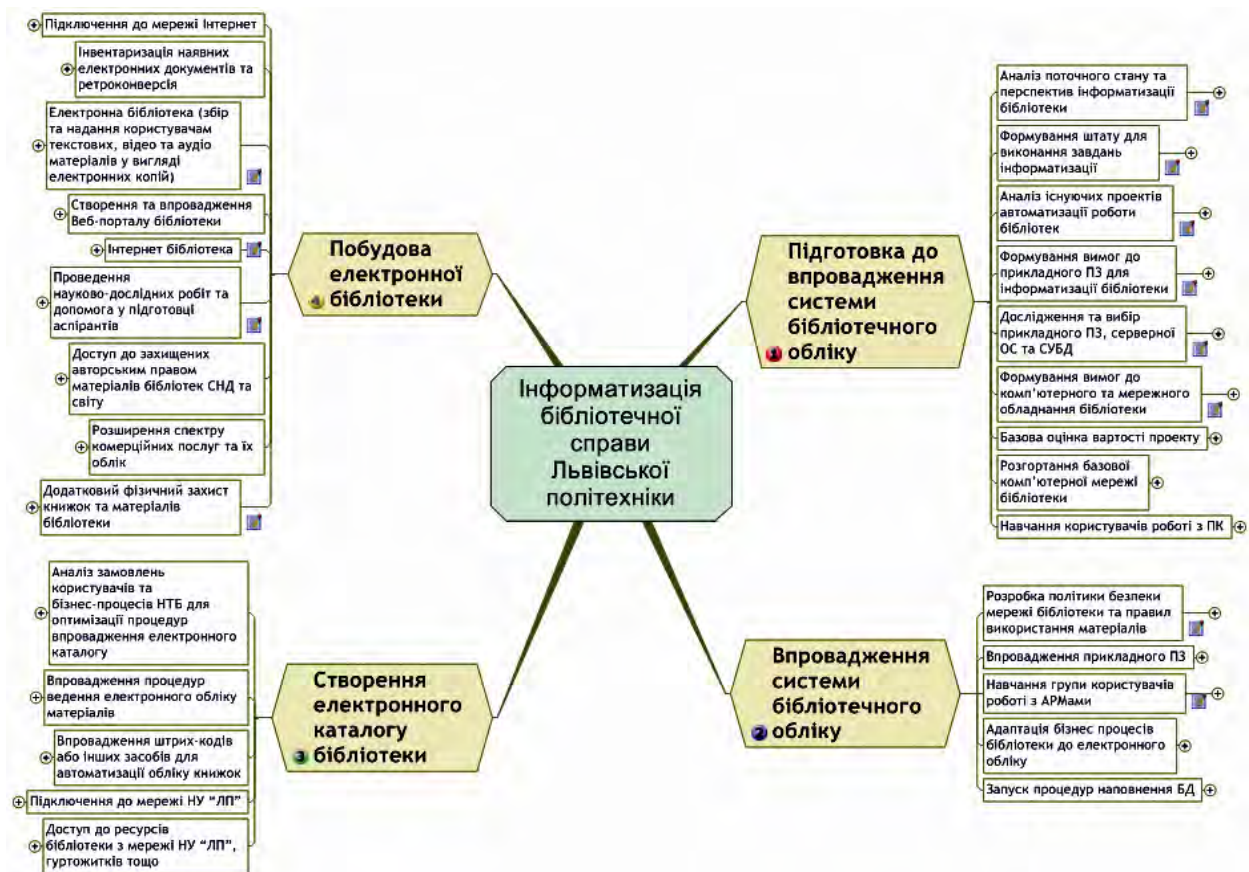 Інформатизація
бібліотечної
справи
Львівської
політехніки
Підготовка до
впровадження
системи
бібліотечного
1 обліку
Аналіз поточного стану та
перспектив інформатизації
бібліотеки
Формування штату для
виконання завдань
інформатизації
Аналіз існуючих проектів
автоматизації роботи
бібліотек
Формування вимог до
прикладного ПЗ для
інформатизації бібліотеки
Дослідження та вибір
прикладного ПЗ, серверної
ОС та СУБД
Формування вимог до
комп'ютерного та мережного
обладнання бібліотеки
Базова оцінка вартості проекту
Розгортання базової
комп'ютерної мережі
бібліотеки
Навчання користувачів роботі з ПК
Впровадження
системи
бібліотечного
2 обліку
Розробка політики безпеки
мережі бібліотеки та правил
використання матеріалів
Впровадження прикладного ПЗ
Навчання групи користувачів
роботі з АРМами
Адаптація бізнес процесів
бібліотеки до електронного
обліку
Запуск процедур наповнення БД
Створення
електронного
каталогу
3 бібліотеки
Аналіз замовлень
користувачів та
бізнес-процесів НТБ для
оптимізації процедур
впровадження електронного
каталогу
Впровадження процедур
ведення електронного обліку
матеріалів
Впровадження штрих-кодів
або інших засобів для
автоматизації обліку книжок
Підключення до мережі НУ "ЛП"
Доступ до ресурсів
бібліотеки з мережі НУ "ЛП",
гуртожитків тощо
Побудова
електронної
4 бібліотеки
Підключення до мережі Інтернет
Інвентаризація наявних
електронних документів та
ретроконверсія
Електронна бібліотека (збір
та надання користувачам
текстових, відео та аудіо
матеріалів у вигляді
електронних копій)
Створення та впровадження
Веб-порталу бібліотеки
Інтернет бібліотека
Проведення
науково-дослідних робіт та
допомога у підготовці
аспірантів
Доступ до захищених
авторським правом
матеріалів бібліотек СНД та
світу
Розширення спектру
комерційних послуг та їх
облік
Додатковий фізичний захист
книжок та матеріалів
бібліотеки